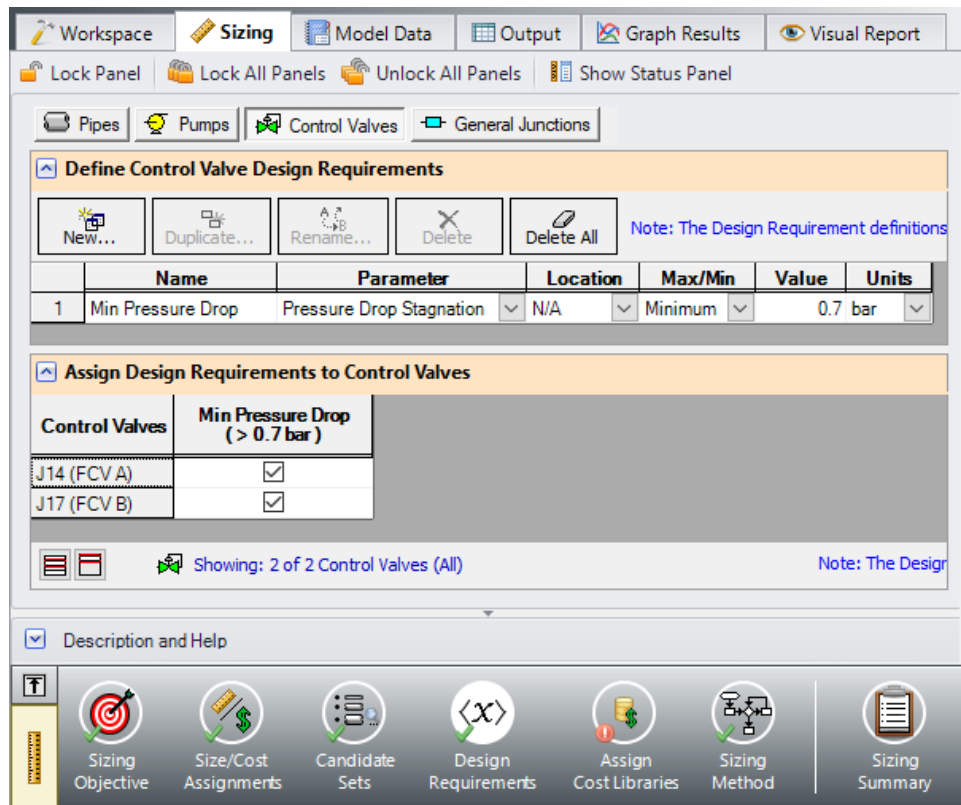 Workspace Sizing Model Data Output Graph Results Visual Report
Lock Panel Lock All Panels Unlock All Panels Show Status Panel
Pipes Pumps Control Valves General Junctions
Define Control Valve Design Requirements
New... Duplicate... Rename... Delete Delete All Note: The Design Requirement definitions
Name Parameter Location Max/Min Value Units
1 Min Pressure Drop Pressure Drop Stagnation N/A Minimum 0.7 bar
Assign Design Requirements to Control Valves
Control Valves Min Pressure Drop
( > 0.7 bar )
J14 (FCV A)
J17 (FCV B)
Showing: 2 of 2 Control Valves (All) Note: The Design
Description and Help
Sizing Size/Cost Candidate Design Assign Sizing Sizing
Objective Assignments Sets Requirements Cost Libraries Method Summary